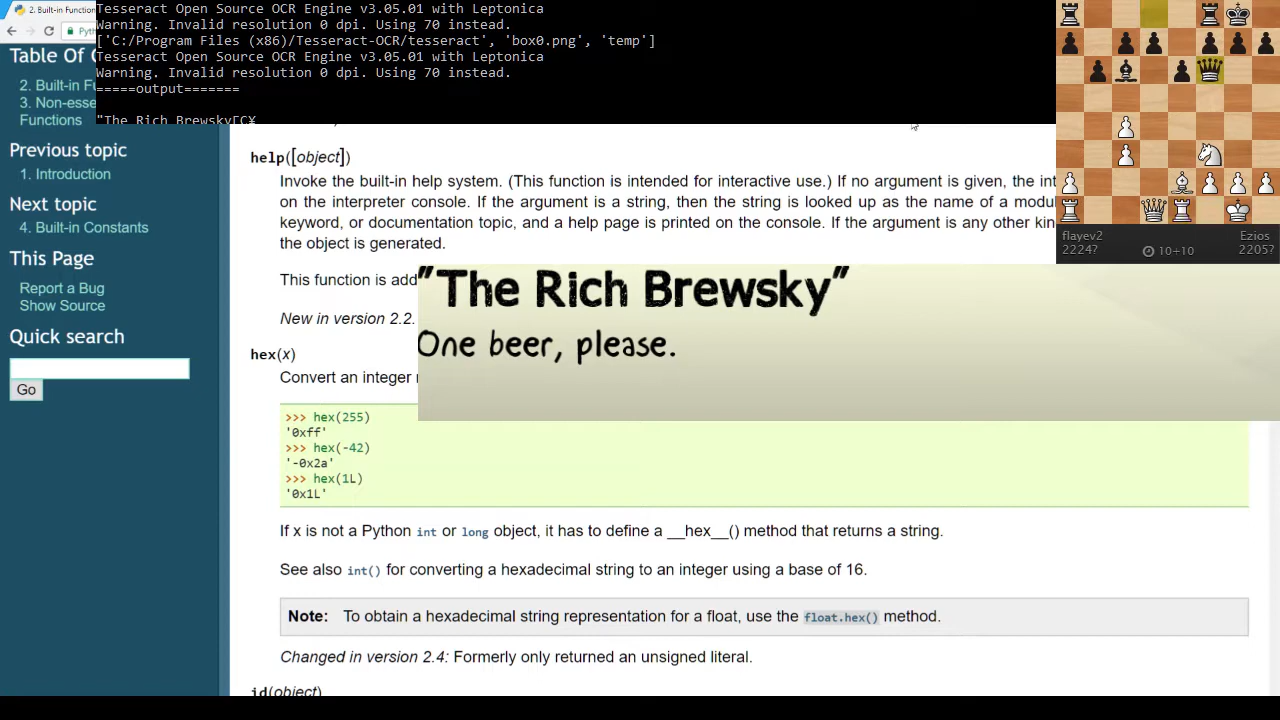 2. Built-in Function
Pyth
Tesseract Open Source OCR Engine v3.05.01 with Leptonica
Warning. Invalid resolution 0 dpi. Using 70 instead.
['C:/Program Files (x86)/Tesseract-OCR/tesseract', 'box0.png', 'temp']
Tesseract Open Source OCR Engine v3.05.01 with Leptonica
Warning. Invalid resolution 0 dpi. Using 70 instead.
=====output=======
"The Rich Brewsky[C¥
Table Of C
2. Built-in Fu
3. Non-esse
Functions
Previous topic
1. Introduction
Next topic
4. Built-in Constants
This Page
Report a Bug
Show Source
Quick search
Go
help([object])
Invoke the built-in help system. (This function is intended for interactive use.) If no argument is given, the int
on the interpreter console. If the argument is a string, then the string is looked up as the name of a modul
keyword, or documentation topic, and a help page is printed on the console. If the argument is any other kin
the object is generated.
This function is add
New in version 2.2.
hex(x)
Convert an integer n
>>> hex(255)
'0xff'
>>> hex(-42)
'-0x2a'
>>> hex(1L)
'0x1L'
If x is not a Python int or long object, it has to define a __hex__() method that returns a string.
See also int() for converting a hexadecimal string to an integer using a base of 16.
Note: To obtain a hexadecimal string representation for a float, use the float.hex() method.
Changed in version 2.4: Formerly only returned an unsigned literal.
id(object)
flayev2
2224?
10+10
Ezios
2205?
"The Rich Brewsky"
One beer, please.